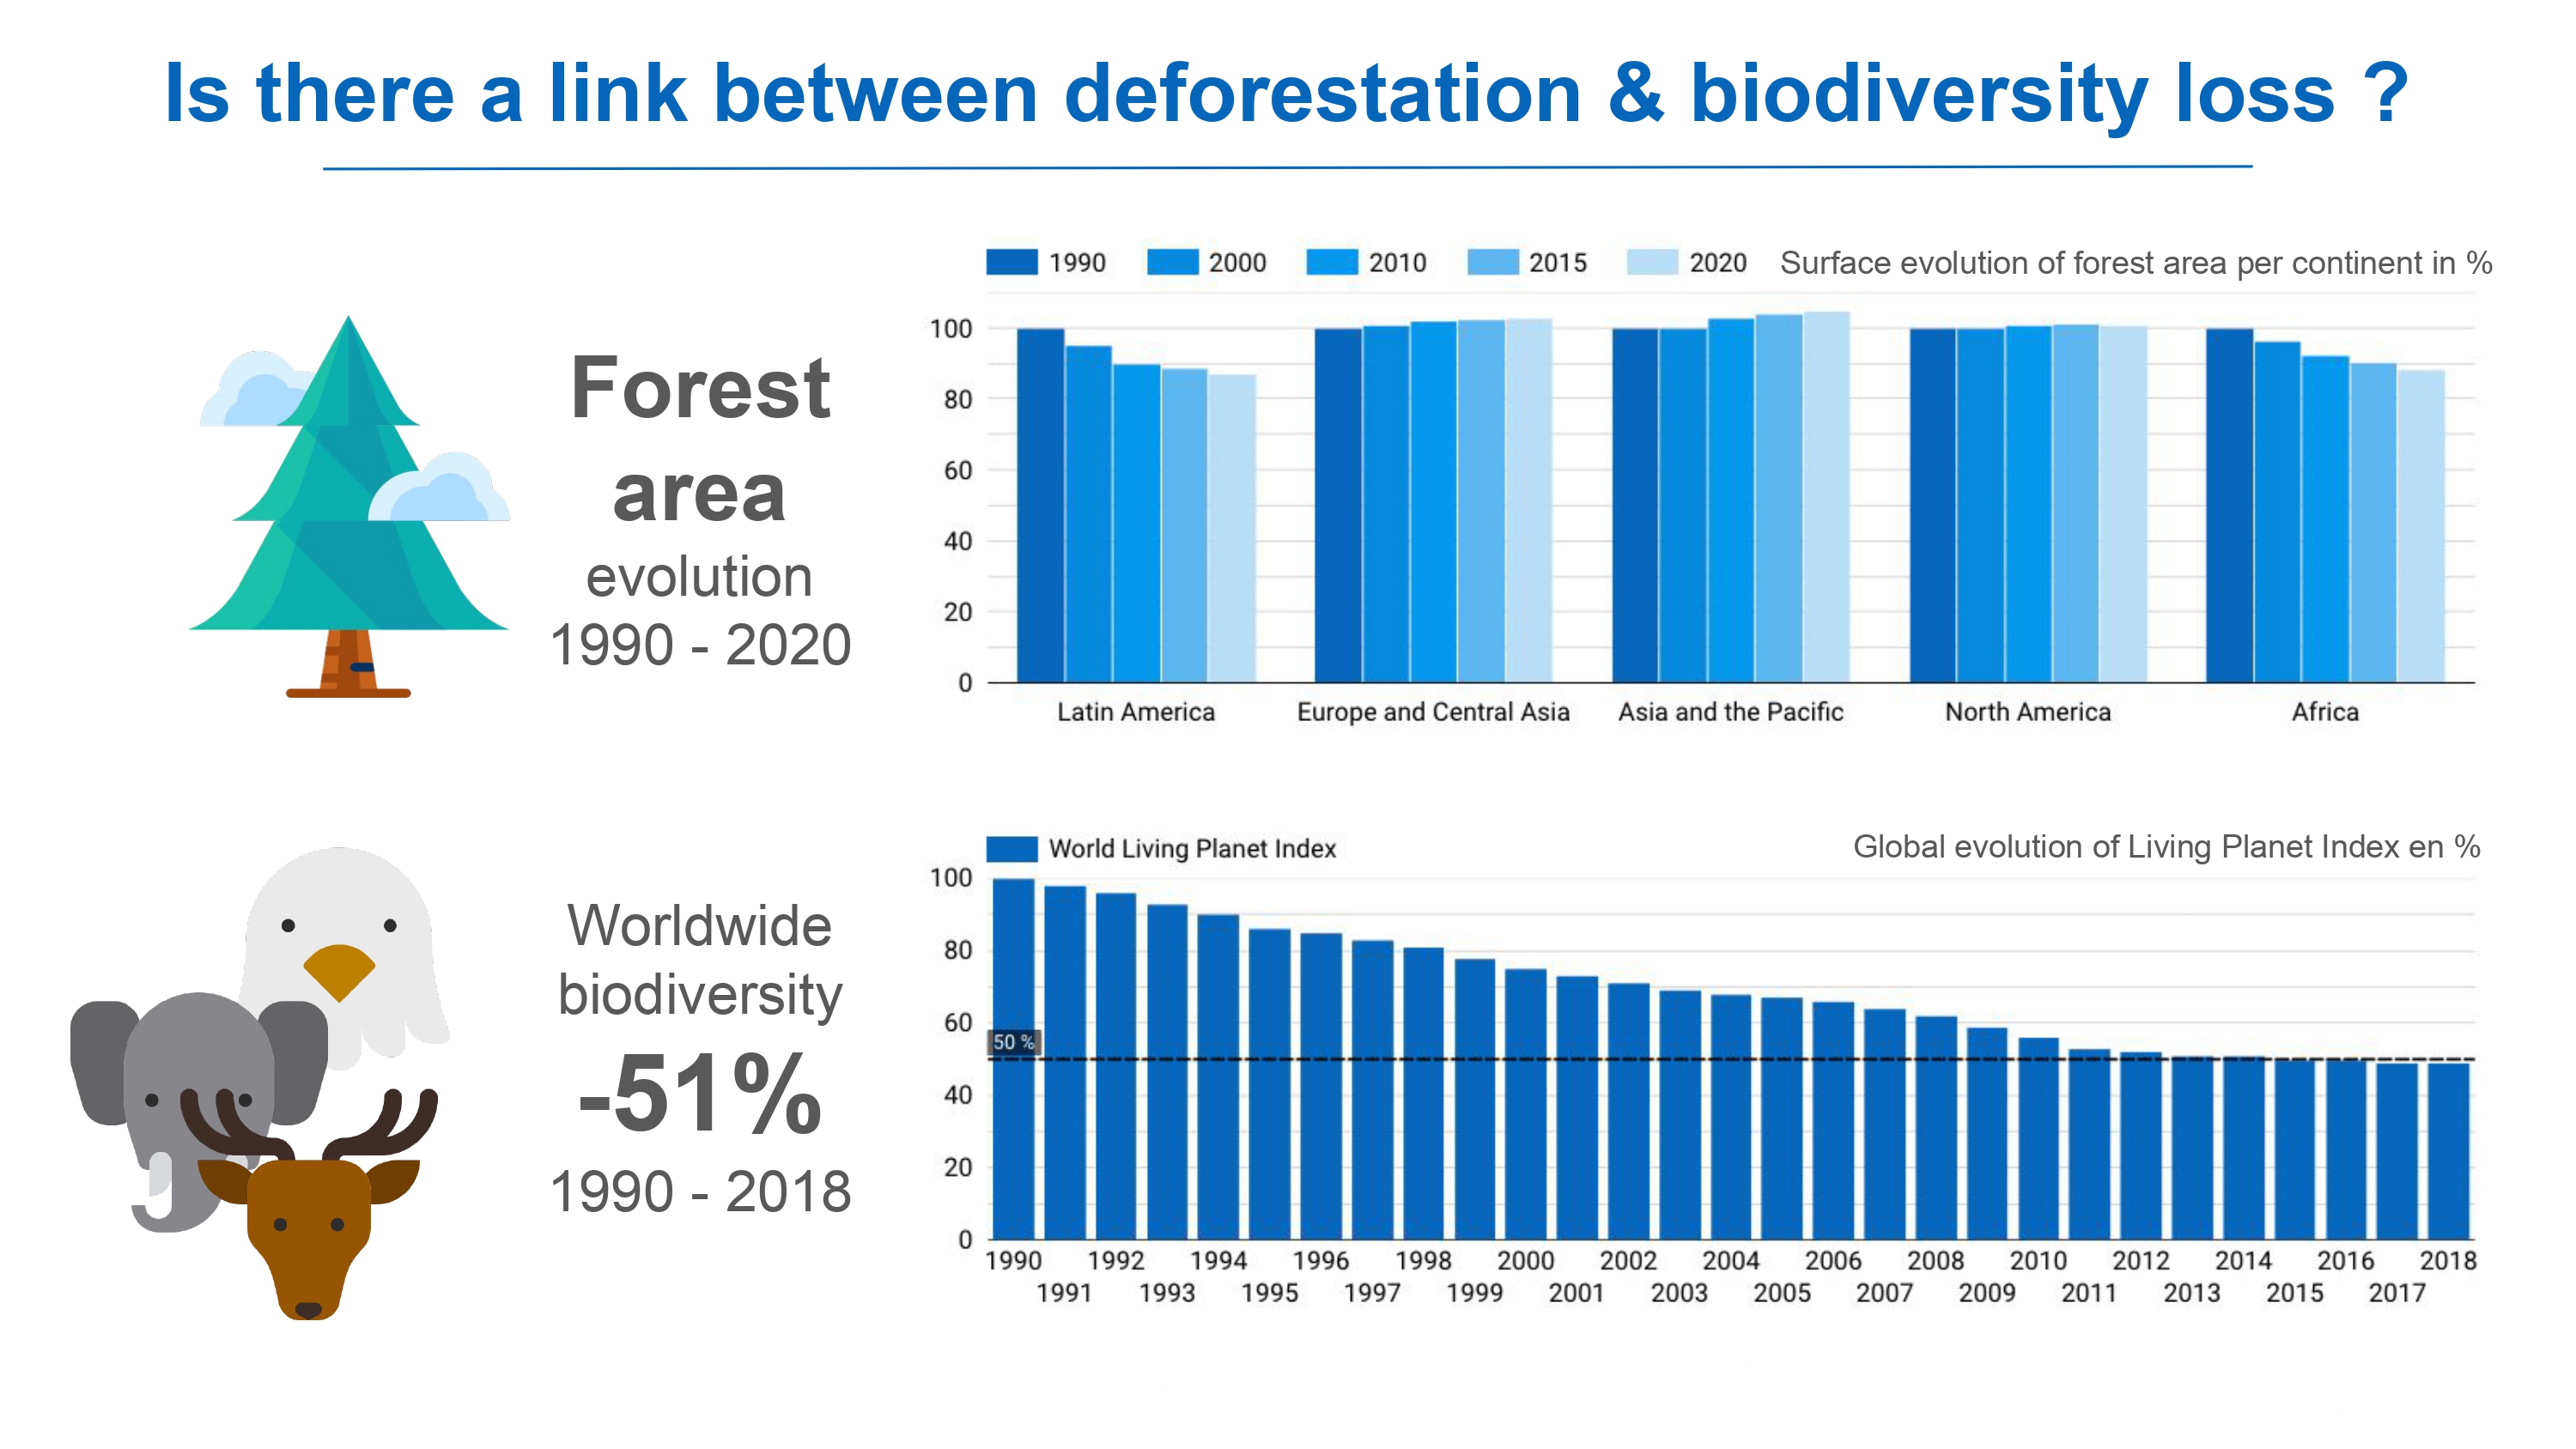 Is there a link between deforestation & biodiversity loss ?
Forest
area
evolution
1990 - 2020
1990 2000 2010 2015 2020 Surface evolution of forest area per continent in %
100
80
60
40
20
0
Latin America Europe and Central Asia Asia and the Pacific North America Africa
Worldwide
biodiversity
-51%
1990 - 2018
World Living Planet Index Global evolution of Living Planet Index en %
100
80
60
50 %
40
20
0
1990 1992 1994 1996 1998 2000 2002 2004 2006 2008 2010 2012 2014 2016 2018
1991 1993 1995 1997 1999 2001 2003 2005 2007 2009 2011 2013 2015 2017